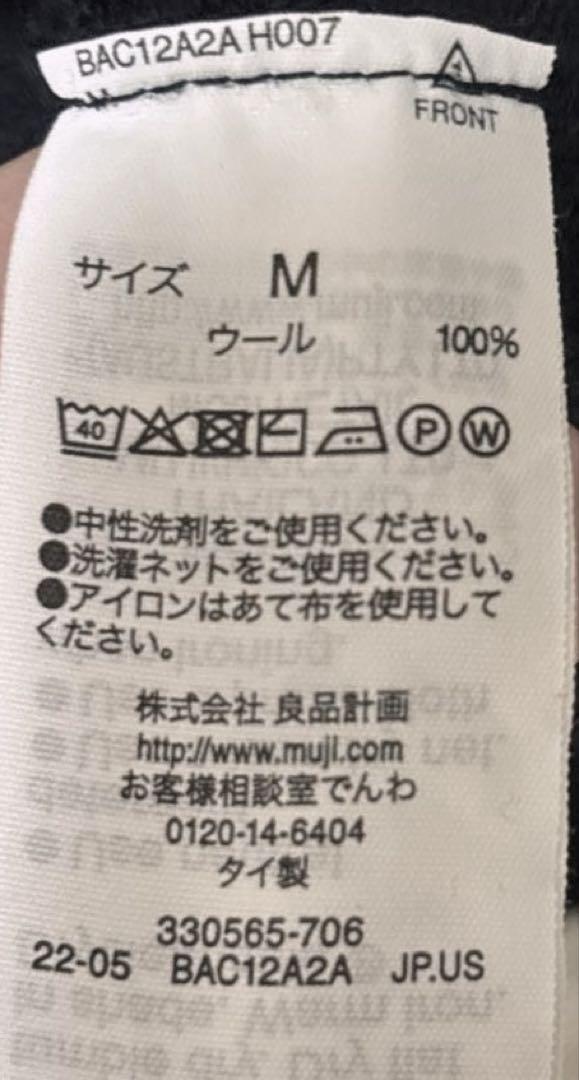 BAC12A2A H007
FRONT
サイズ M
ウール 100%
40 P W
●中性洗剤をご使用ください。
●洗濯ネットをご使用ください。
●アイロンはあて布を使用して
ください。
株式会社 良品計画
http://www.muji.com
お客様相談室でんわ
0120-14-6404
タイ製
330565-706
22-05 BAC12A2A JP.US